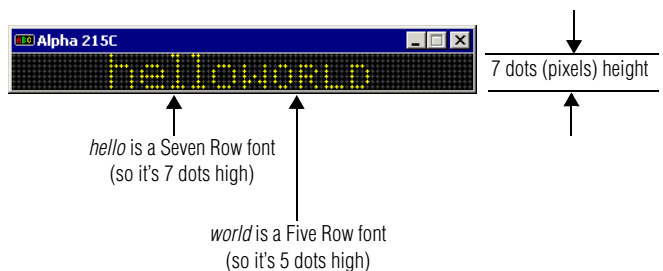 Alpha 215C
helloWORLD
7 dots (pixels) height
hello is a Seven Row font
(so it's 7 dots high)
world is a Five Row font
(so it's 5 dots high)